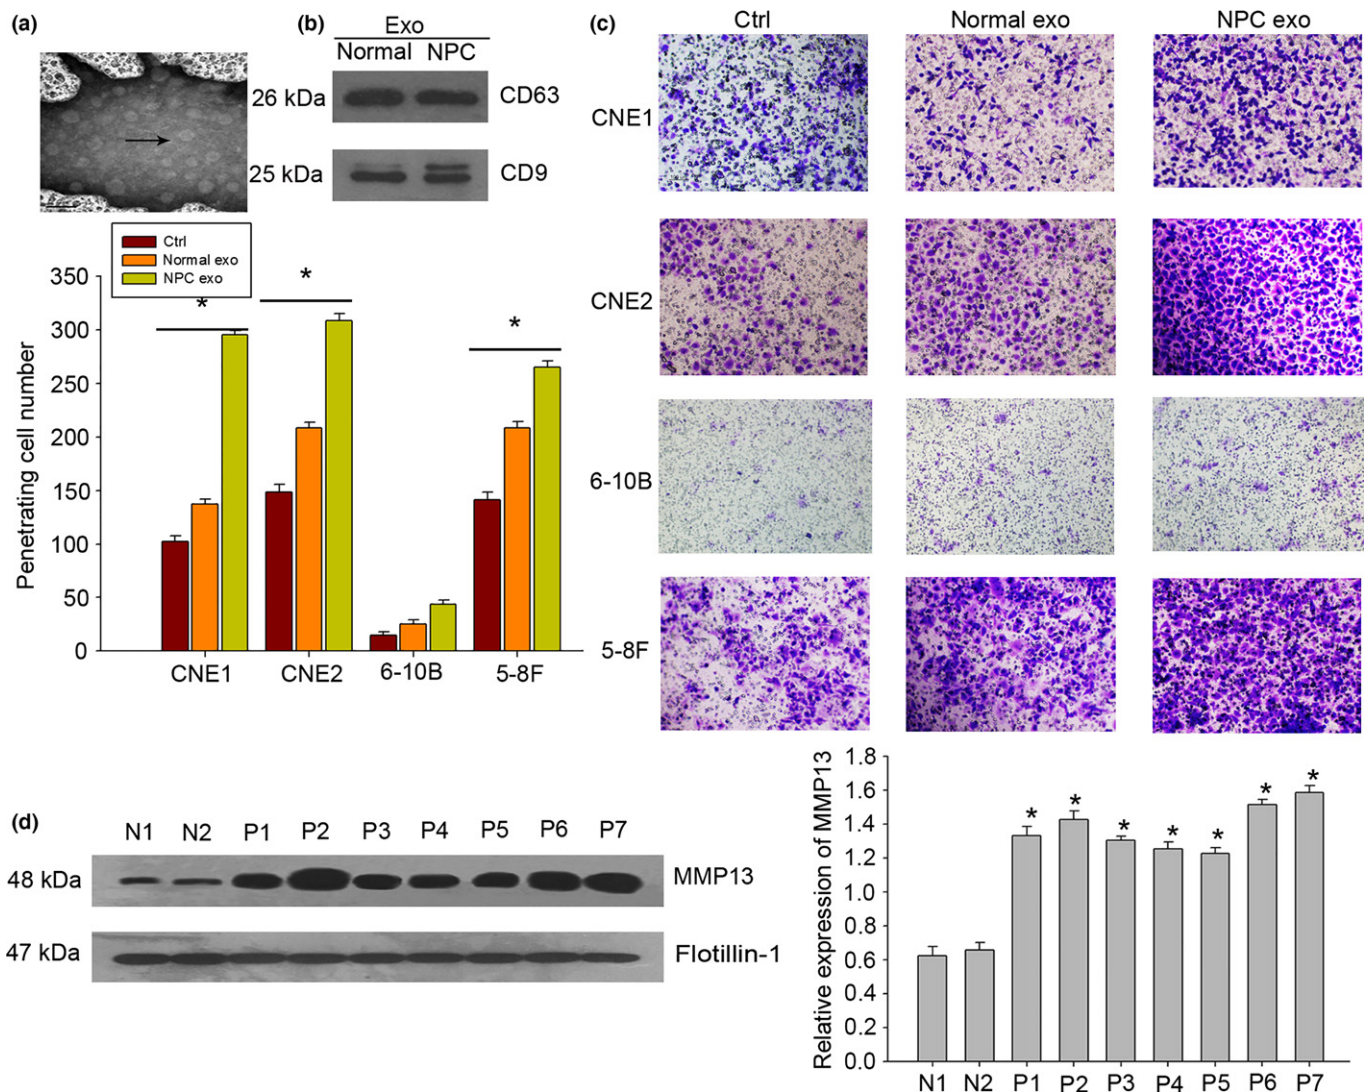 (a)
(b)
Exo
Normal NPC
26 kDa
CD63
25 kDa
CD9
Ctrl
Normal exo
NPC exo
350
300
250
200
150
100
50
0
Penetrating cell number
*
*
*
CNE1
CNE2
6-10B
5-8F
(c)
Ctrl
Normal exo
NPC exo
CNE1
CNE2
6-10B
5-8F
(d)
N1 N2 P1 P2 P3 P4 P5 P6 P7
48 kDa
MMP13
47 kDa
Flotillin-1
Relative expression of MMP13
1.8
1.6
1.4
1.2
1.0
0.8
0.6
0.4
0.2
0.0
* * * * * * *
N1 N2 P1 P2 P3 P4 P5 P6 P7